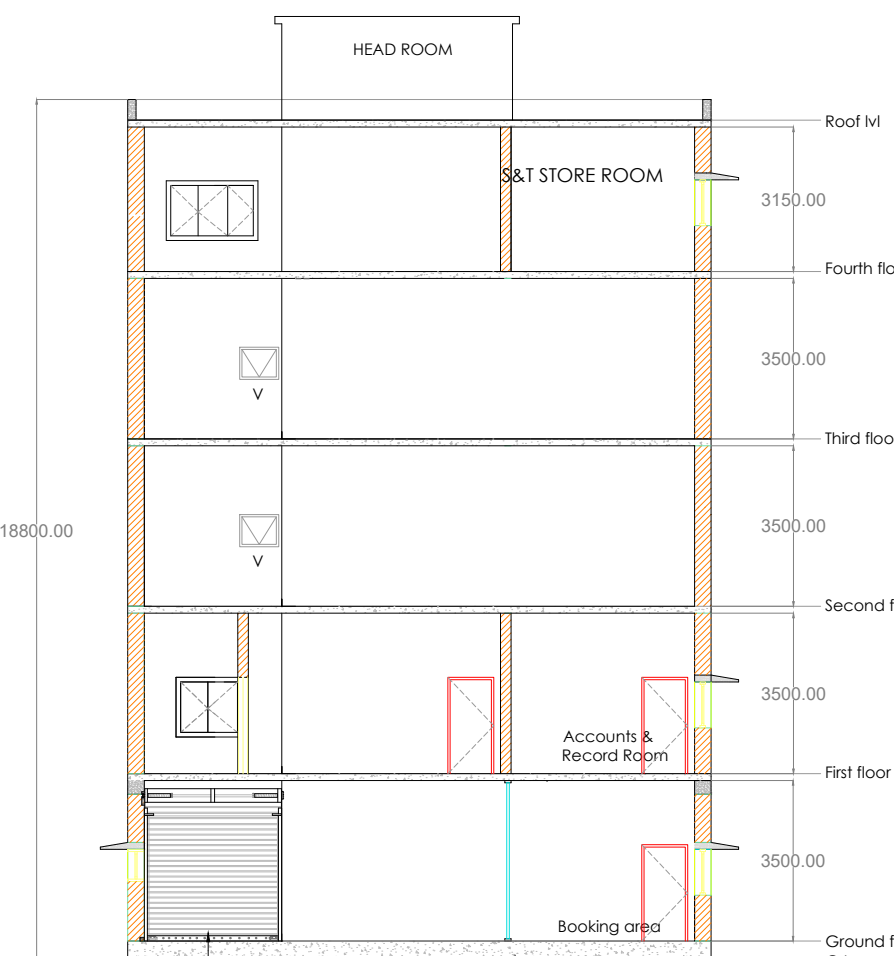 HEAD ROOM
Roof lvl
S&T STORE ROOM
3150.00
Fourth flo
3500.00
V
Third floo
18800.00
3500.00
V
Second f
3500.00
Accounts &
Record Room
First floor
3500.00
Booking area
Ground f